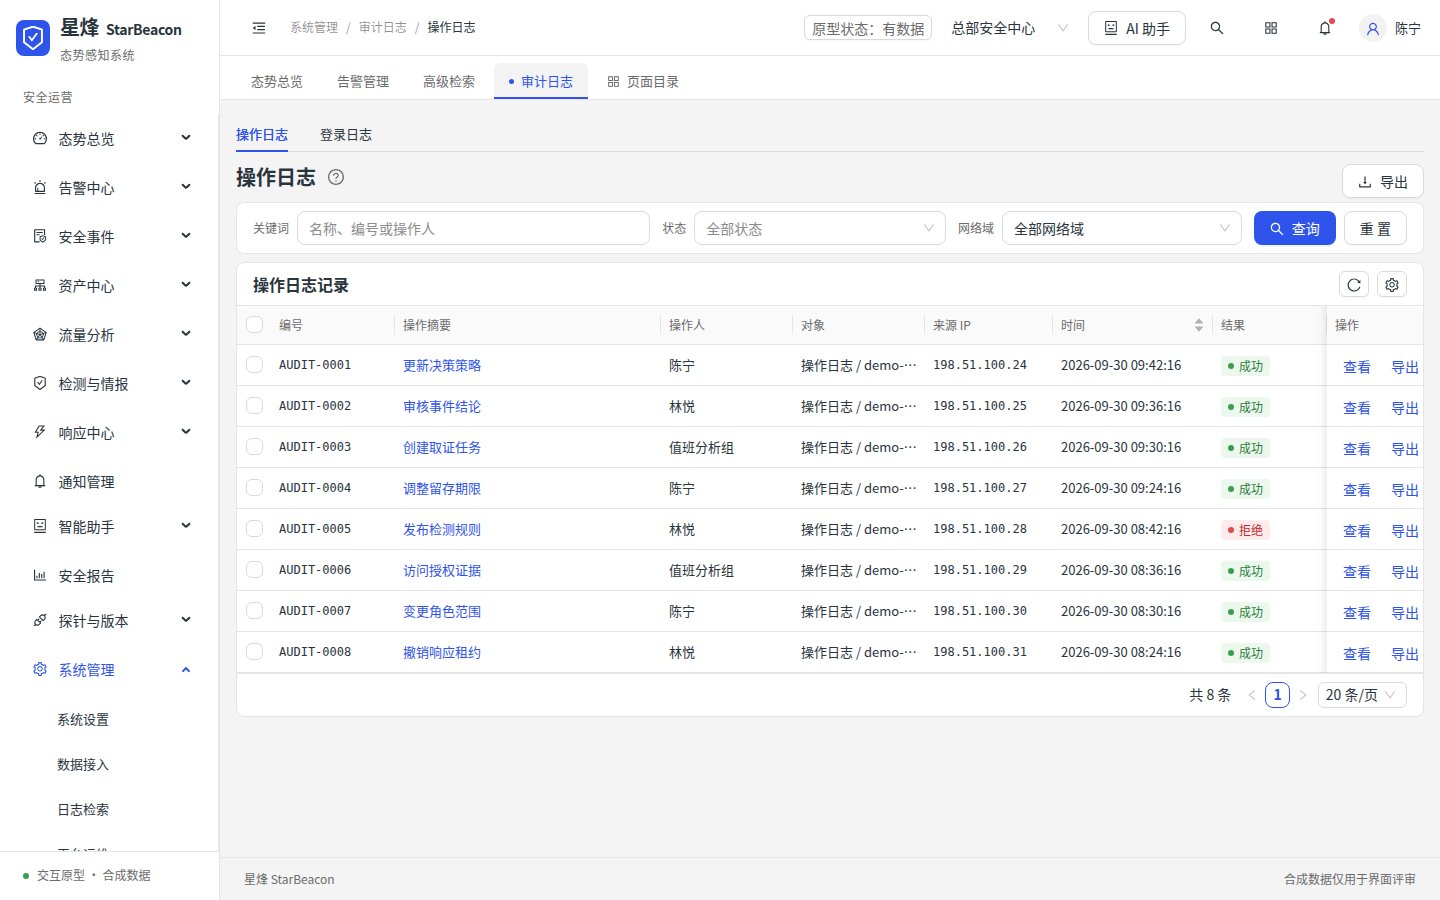 星烽 StarBeacon
态势感知系统
安全运营
态势总览
告警中心
安全事件
资产中心
流量分析
检测与情报
响应中心
通知管理
智能助手
安全报告
探针与版本
系统管理
系统设置
数据接入
日志检索
交互原型 · 合成数据
系统管理 / 审计日志 / 操作日志
原型状态：有数据
总部安全中心
AI 助手
陈宁
态势总览 告警管理 高级检索 审计日志 页面目录
操作日志 登录日志
操作日志
导出
关键词 名称、编号或操作人 状态 全部状态 网络域 全部网络域 查询 重 置
操作日志记录
编号 操作摘要 操作人 对象 来源 IP 时间 结果 操作
AUDIT-0001 更新决策策略 陈宁 操作日志 / demo-··· 198.51.100.24 2026-09-30 09:42:16 成功 查看 导出
AUDIT-0002 审核事件结论 林悦 操作日志 / demo-··· 198.51.100.25 2026-09-30 09:36:16 成功 查看 导出
AUDIT-0003 创建取证任务 值班分析组 操作日志 / demo-··· 198.51.100.26 2026-09-30 09:30:16 成功 查看 导出
AUDIT-0004 调整留存期限 陈宁 操作日志 / demo-··· 198.51.100.27 2026-09-30 09:24:16 成功 查看 导出
AUDIT-0005 发布检测规则 林悦 操作日志 / demo-··· 198.51.100.28 2026-09-30 08:42:16 拒绝 查看 导出
AUDIT-0006 访问授权证据 值班分析组 操作日志 / demo-··· 198.51.100.29 2026-09-30 08:36:16 成功 查看 导出
AUDIT-0007 变更角色范围 陈宁 操作日志 / demo-··· 198.51.100.30 2026-09-30 08:30:16 成功 查看 导出
AUDIT-0008 撤销响应租约 林悦 操作日志 / demo-··· 198.51.100.31 2026-09-30 08:24:16 成功 查看 导出
共 8 条 1 20 条/页
星烽 StarBeacon
合成数据仅用于界面评审